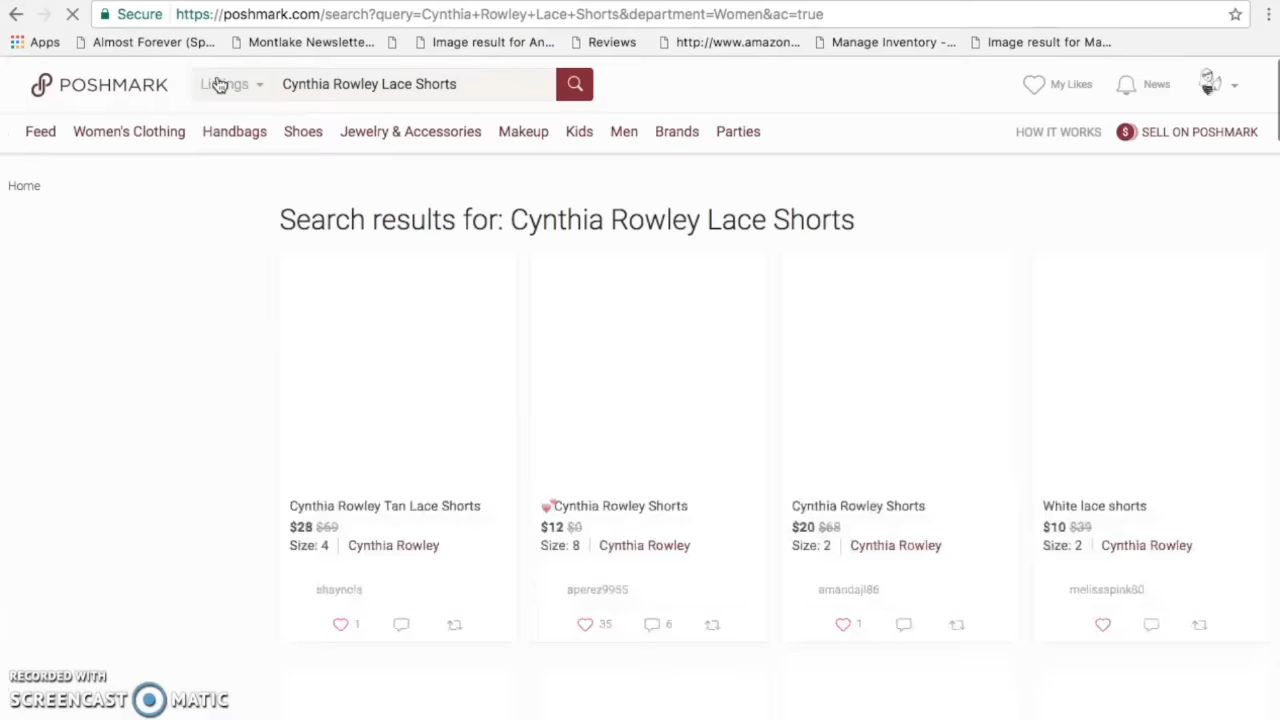 Secure https://poshmark.com/search?query=Cynthia+Rowley+Lace+Shorts&department=Women&ac=true
Apps Almost Forever (Sp... Montlake Newslette... Image result for An... Reviews http://www.amazon... Manage Inventory -... Image result for Ma...
POSHMARK Listings Cynthia Rowley Lace Shorts My Likes News
Feed Women's Clothing Handbags Shoes Jewelry & Accessories Makeup Kids Men Brands Parties HOW IT WORKS $ SELL ON POSHMARK
Home
Search results for: Cynthia Rowley Lace Shorts
Cynthia Rowley Tan Lace Shorts
$28 $69
Size: 4 Cynthia Rowley
shaynola
1
💕Cynthia Rowley Shorts
$12 $0
Size: 8 Cynthia Rowley
aperez9955
35 6
Cynthia Rowley Shorts
$20 $68
Size: 2 Cynthia Rowley
amandajl86
1
White lace shorts
$10 $39
Size: 2 Cynthia Rowley
melissapink80
RECORDED WITH
SCREENCAST MATIC